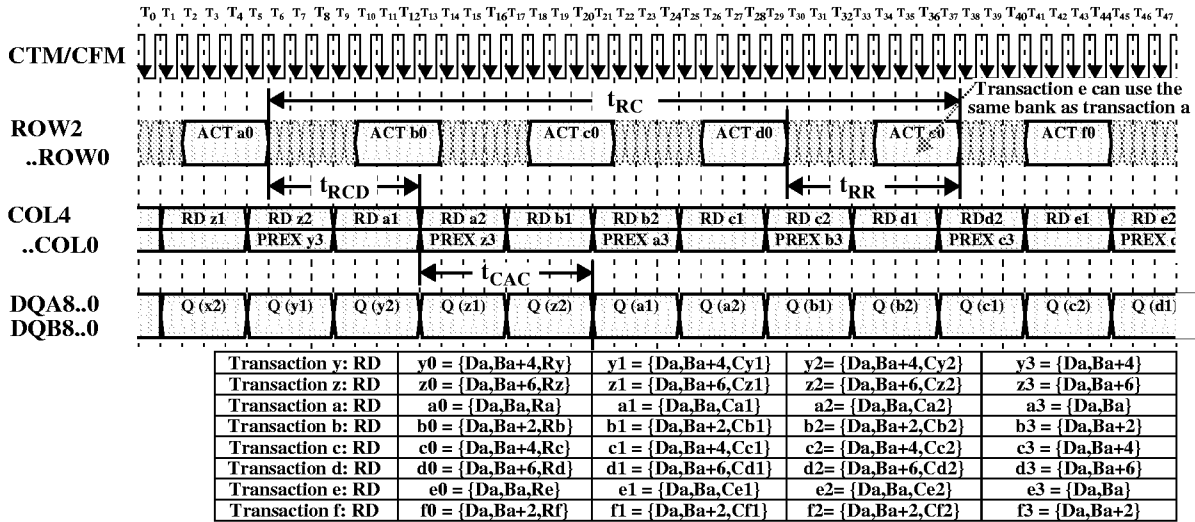 T0 T1 T2 T3 T4 T5 T6 T7 T8 T9 T10 T11 T12 T13 T14 T15 T16 T17 T18 T19 T20 T21 T22 T23 T24 T25 T26 T27 T28 T29 T30 T31 T32 T33 T34 T35 T36 T37 T38 T39 T40 T41 T42 T43 T44 T45 T46 T47
CTM/CFM
Transaction e can use the
same bank as transaction a
tRC
ROW2
..ROW0
ACT a0 ACT b0 ACT c0 ACT d0 ACT e0 ACT f0
tRCD tRR
COL4
..COL0
RD z1 RD z2 RD a1 RD a2 RD b1 RD b2 RD c1 RD c2 RD d1 RDd2 RD e1 RD e2
PREX y3 PREX z3 PREX a3 PREX b3 PREX c3 PREX
tCAC
DQA8..0
DQB8..0
Q (x2) Q (y1) Q (y2) Q (z1) Q (z2) Q (a1) Q (a2) Q (b1) Q (b2) Q (c1) Q (c2) Q (d1)
Transaction y: RD y0 = {Da,Ba+4,Ry} y1 = {Da,Ba+4,Cy1} y2= {Da,Ba+4,Cy2} y3 = {Da,Ba+4}
Transaction z: RD z0 = {Da,Ba+6,Rz} z1 = {Da,Ba+6,Cz1} z2= {Da,Ba+6,Cz2} z3 = {Da,Ba+6}
Transaction a: RD a0 = {Da,Ba,Ra} a1 = {Da,Ba,Ca1} a2= {Da,Ba,Ca2} a3 = {Da,Ba}
Transaction b: RD b0 = {Da,Ba+2,Rb} b1 = {Da,Ba+2,Cb1} b2= {Da,Ba+2,Cb2} b3 = {Da,Ba+2}
Transaction c: RD c0 = {Da,Ba+4,Rc} c1 = {Da,Ba+4,Cc1} c2= {Da,Ba+4,Cc2} c3 = {Da,Ba+4}
Transaction d: RD d0 = {Da,Ba+6,Rd} d1 = {Da,Ba+6,Cd1} d2= {Da,Ba+6,Cd2} d3 = {Da,Ba+6}
Transaction e: RD e0 = {Da,Ba,Re} e1 = {Da,Ba,Ce1} e2= {Da,Ba,Ce2} e3 = {Da,Ba}
Transaction f: RD f0 = {Da,Ba+2,Rf} f1 = {Da,Ba+2,Cf1} f2= {Da,Ba+2,Cf2} f3 = {Da,Ba+2}